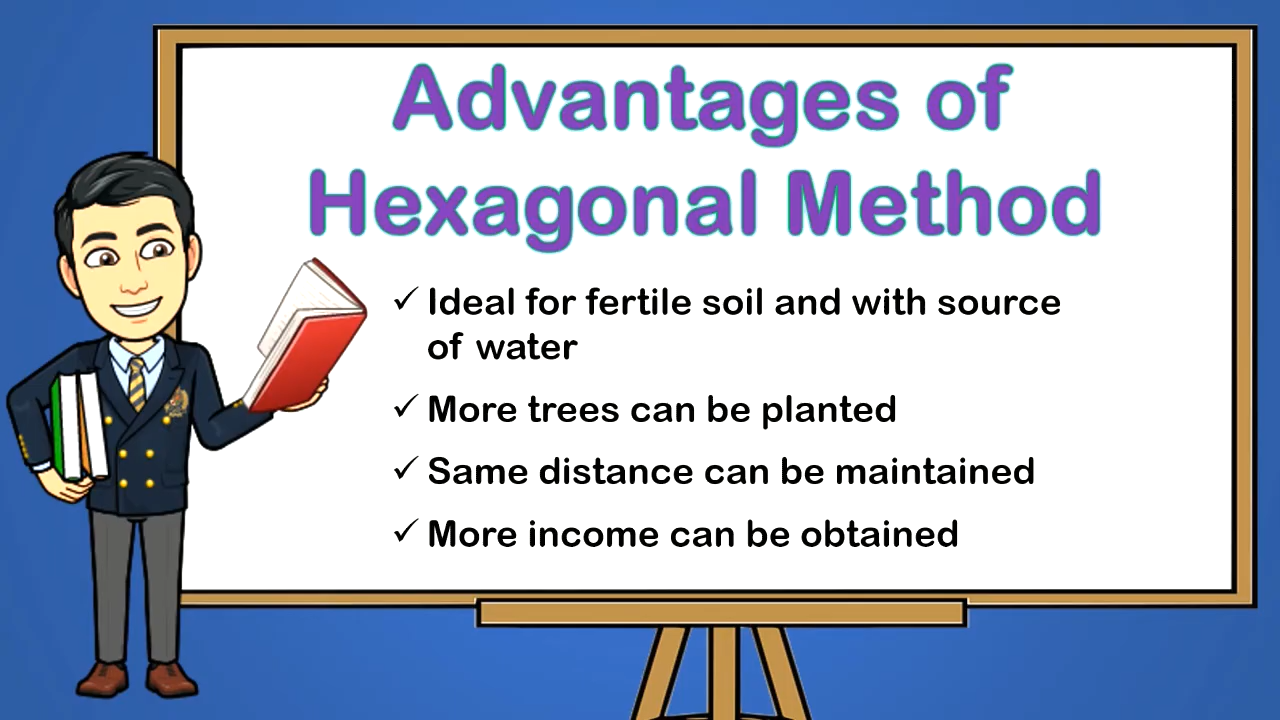 Advantages of
Hexagonal Method
✓ Ideal for fertile soil and with source
of water
✓ More trees can be planted
✓ Same distance can be maintained
✓ More income can be obtained